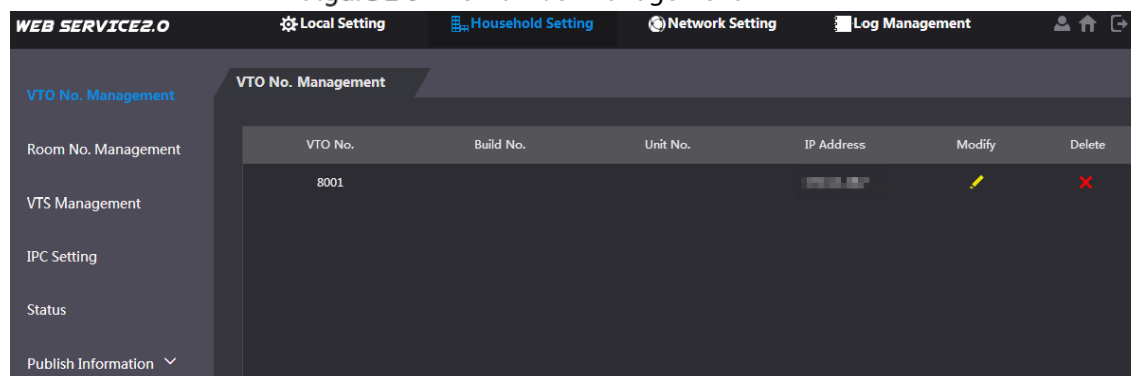 WEB SERVICE2.0
Local Setting
Household Setting
Network Setting
Log Management
VTO No. Management
Room No. Management
VTS Management
IPC Setting
Status
Publish Information
VTO No. Management
VTO No. Build No. Unit No. IP Address Modify Delete
8001